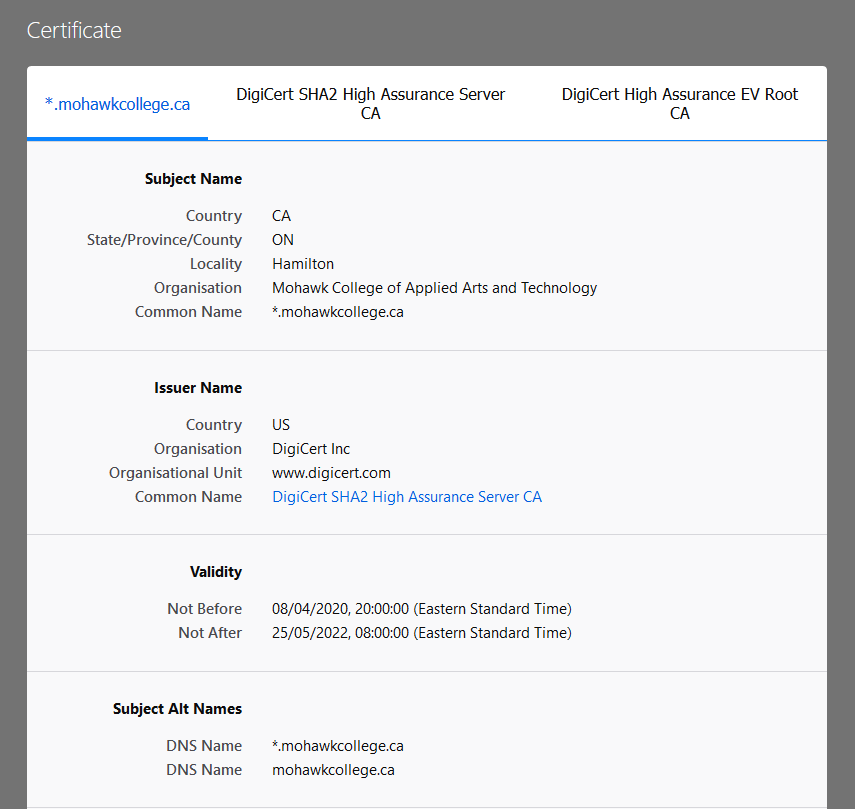 Certificate
*.mohawkcollege.ca
DigiCert SHA2 High Assurance Server
CA
DigiCert High Assurance EV Root
CA
Subject Name
Country CA
State/Province/County ON
Locality Hamilton
Organisation Mohawk College of Applied Arts and Technology
Common Name *.mohawkcollege.ca
Issuer Name
Country US
Organisation DigiCert Inc
Organisational Unit www.digicert.com
Common Name DigiCert SHA2 High Assurance Server CA
Validity
Not Before 08/04/2020, 20:00:00 (Eastern Standard Time)
Not After 25/05/2022, 08:00:00 (Eastern Standard Time)
Subject Alt Names
DNS Name *.mohawkcollege.ca
DNS Name mohawkcollege.ca